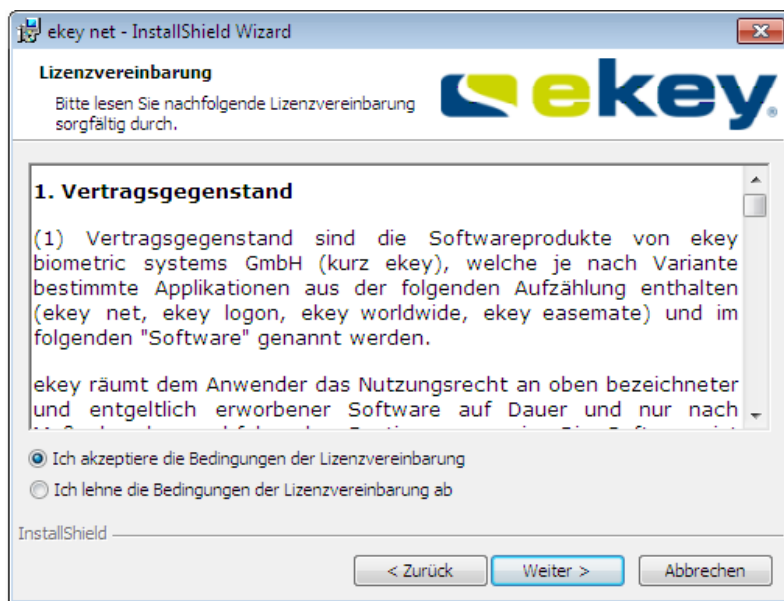 ekey net - InstallShield Wizard
Lizenzvereinbarung
Bitte lesen Sie nachfolgende Lizenzvereinbarung
sorgfältig durch.
ekey®
1. Vertragsgegenstand
(1) Vertragsgegenstand sind die Softwareprodukte von ekey
biometric systems GmbH (kurz ekey), welche je nach Variante
bestimmte Applikationen aus der folgenden Aufzählung enthalten
(ekey net, ekey logon, ekey worldwide, ekey easemate) und im
folgenden "Software" genannt werden.
ekey räumt dem Anwender das Nutzungsrecht an oben bezeichneter
und entgeltlich erworbener Software auf Dauer und nur nach
Ich akzeptiere die Bedingungen der Lizenzvereinbarung
Ich lehne die Bedingungen der Lizenzvereinbarung ab
InstallShield
< Zurück
Weiter >
Abbrechen